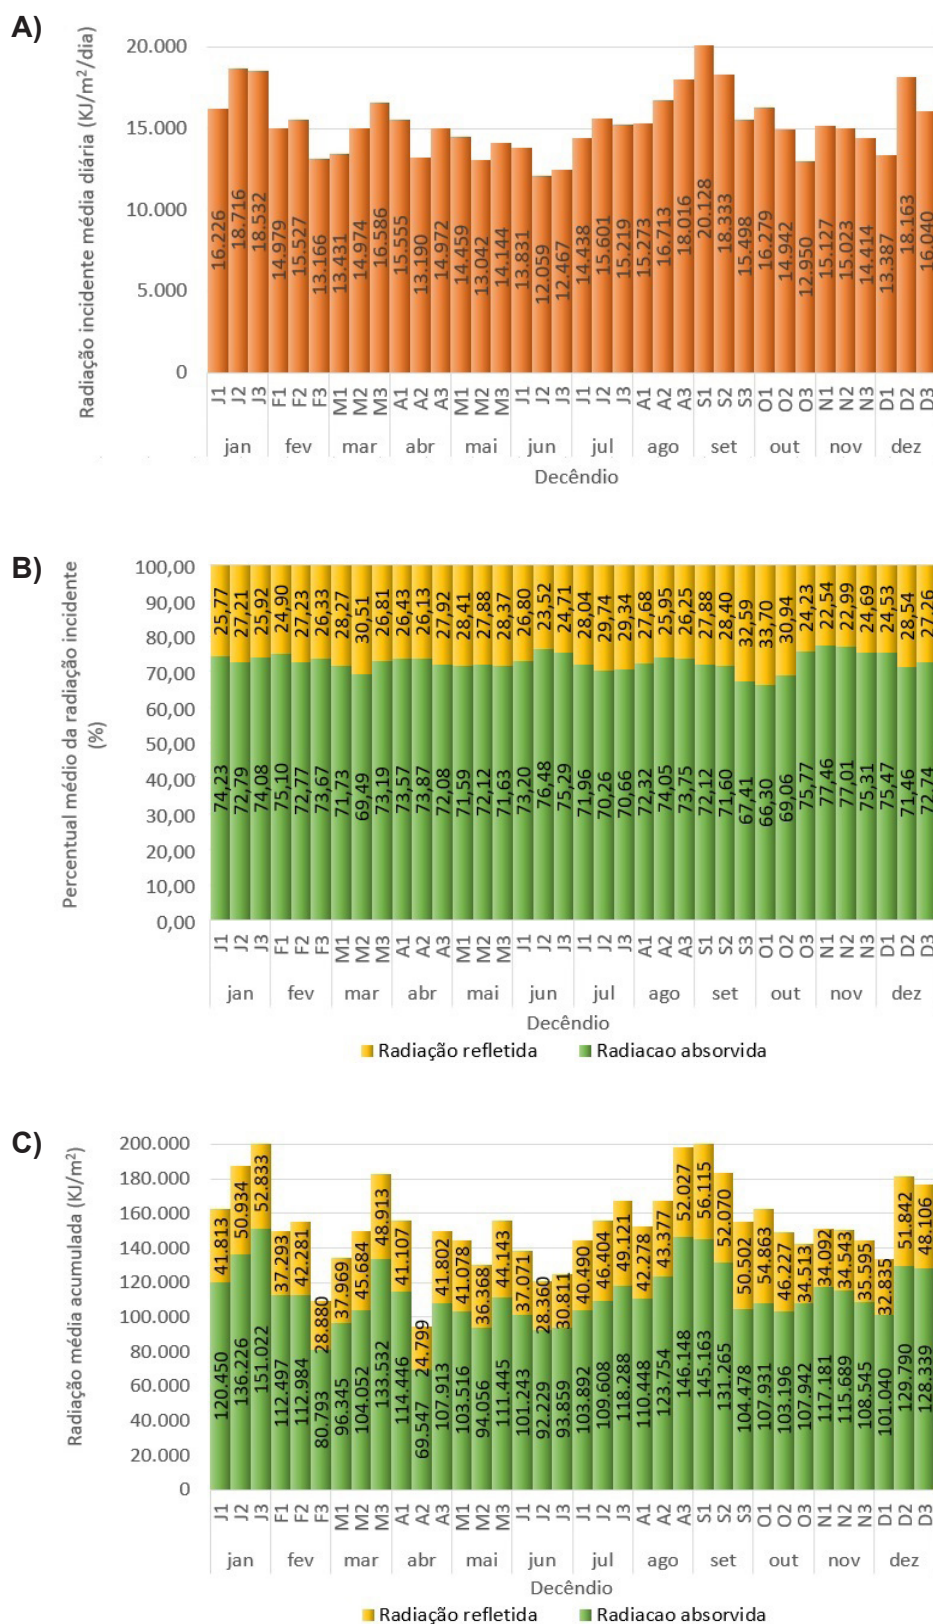 A)
Radiação incidente média diária (KJ/m²/dia)
20.000
15.000
10.000
5.000
0
16.226 18.716 18.532 14.979 15.527 13.166 13.431 14.974 16.586 15.555 13.190 14.972 14.459 13.042 14.144 13.831 12.059 12.467 14.438 15.601 15.219 15.273 16.713 18.016 20.128 18.333 15.498 16.279 14.942 12.950 15.127 15.023 14.414 13.387 18.163 16.040
J1 J2 J3 F1 F2 F3 M1 M2 M3 A1 A2 A3 M1 M2 M3 J1 J2 J3 J1 J2 J3 A1 A2 A3 S1 S2 S3 O1 O2 O3 N1 N2 N3 D1 D2 D3
jan fev mar abr mai jun jul ago set out nov dez
Decêndio
B)
Percentual médio da radiação incidente (%)
100,00
90,00
80,00
70,00
60,00
50,00
40,00
30,00
20,00
10,00
0,00
25,77 27,21 25,92 24,90 27,23 26,33 28,27 30,51 26,81 26,43 26,13 27,92 28,41 27,88 28,37 26,80 23,52 24,71 28,04 29,74 29,34 27,68 25,95 26,25 27,88 28,40 32,59 33,70 30,94 24,23 22,54 22,99 24,69 24,53 28,54 27,26
74,23 72,79 74,08 75,10 72,77 73,67 71,73 69,49 73,19 73,57 73,87 72,08 71,59 72,12 71,63 73,20 76,48 75,29 71,96 70,26 70,66 72,32 74,05 73,75 72,12 71,60 67,41 66,30 69,06 75,77 77,46 77,01 75,31 75,47 71,46 72,74
J1 J2 J3 F1 F2 F3 M1 M2 M3 A1 A2 A3 M1 M2 M3 J1 J2 J3 J1 J2 J3 A1 A2 A3 S1 S2 S3 O1 O2 O3 N1 N2 N3 D1 D2 D3
jan fev mar abr mai jun jul ago set out nov dez
Decêndio
Radiação refletida Radiacao absorvida
C)
Radiação média acumulada (KJ/m²)
200.000
180.000
160.000
140.000
120.000
100.000
80.000
60.000
40.000
20.000
0
41.813 50.934 52.833 37.293 42.281 28.880 37.969 45.684 48.913 41.107 24.799 41.802 41.078 36.368 44.143 37.071 28.360 30.811 40.490 46.404 49.121 42.278 43.377 52.027 56.115 52.070 50.502 54.863 46.227 34.513 34.092 34.543 35.595 32.835 51.842 48.106
120.450 136.226 151.022 112.497 112.984 80.793 96.345 104.052 133.532 114.446 69.547 107.913 103.516 94.056 111.445 101.243 92.229 93.859 103.892 109.608 118.288 110.448 123.754 146.148 145.163 131.265 104.478 107.931 103.196 107.942 117.181 115.689 108.545 101.040 129.790 128.339
J1 J2 J3 F1 F2 F3 M1 M2 M3 A1 A2 A3 M1 M2 M3 J1 J2 J3 J1 J2 J3 A1 A2 A3 S1 S2 S3 O1 O2 O3 N1 N2 N3 D1 D2 D3
jan fev mar abr mai jun jul ago set out nov dez
Decêndio
Radiação refletida Radiacao absorvida